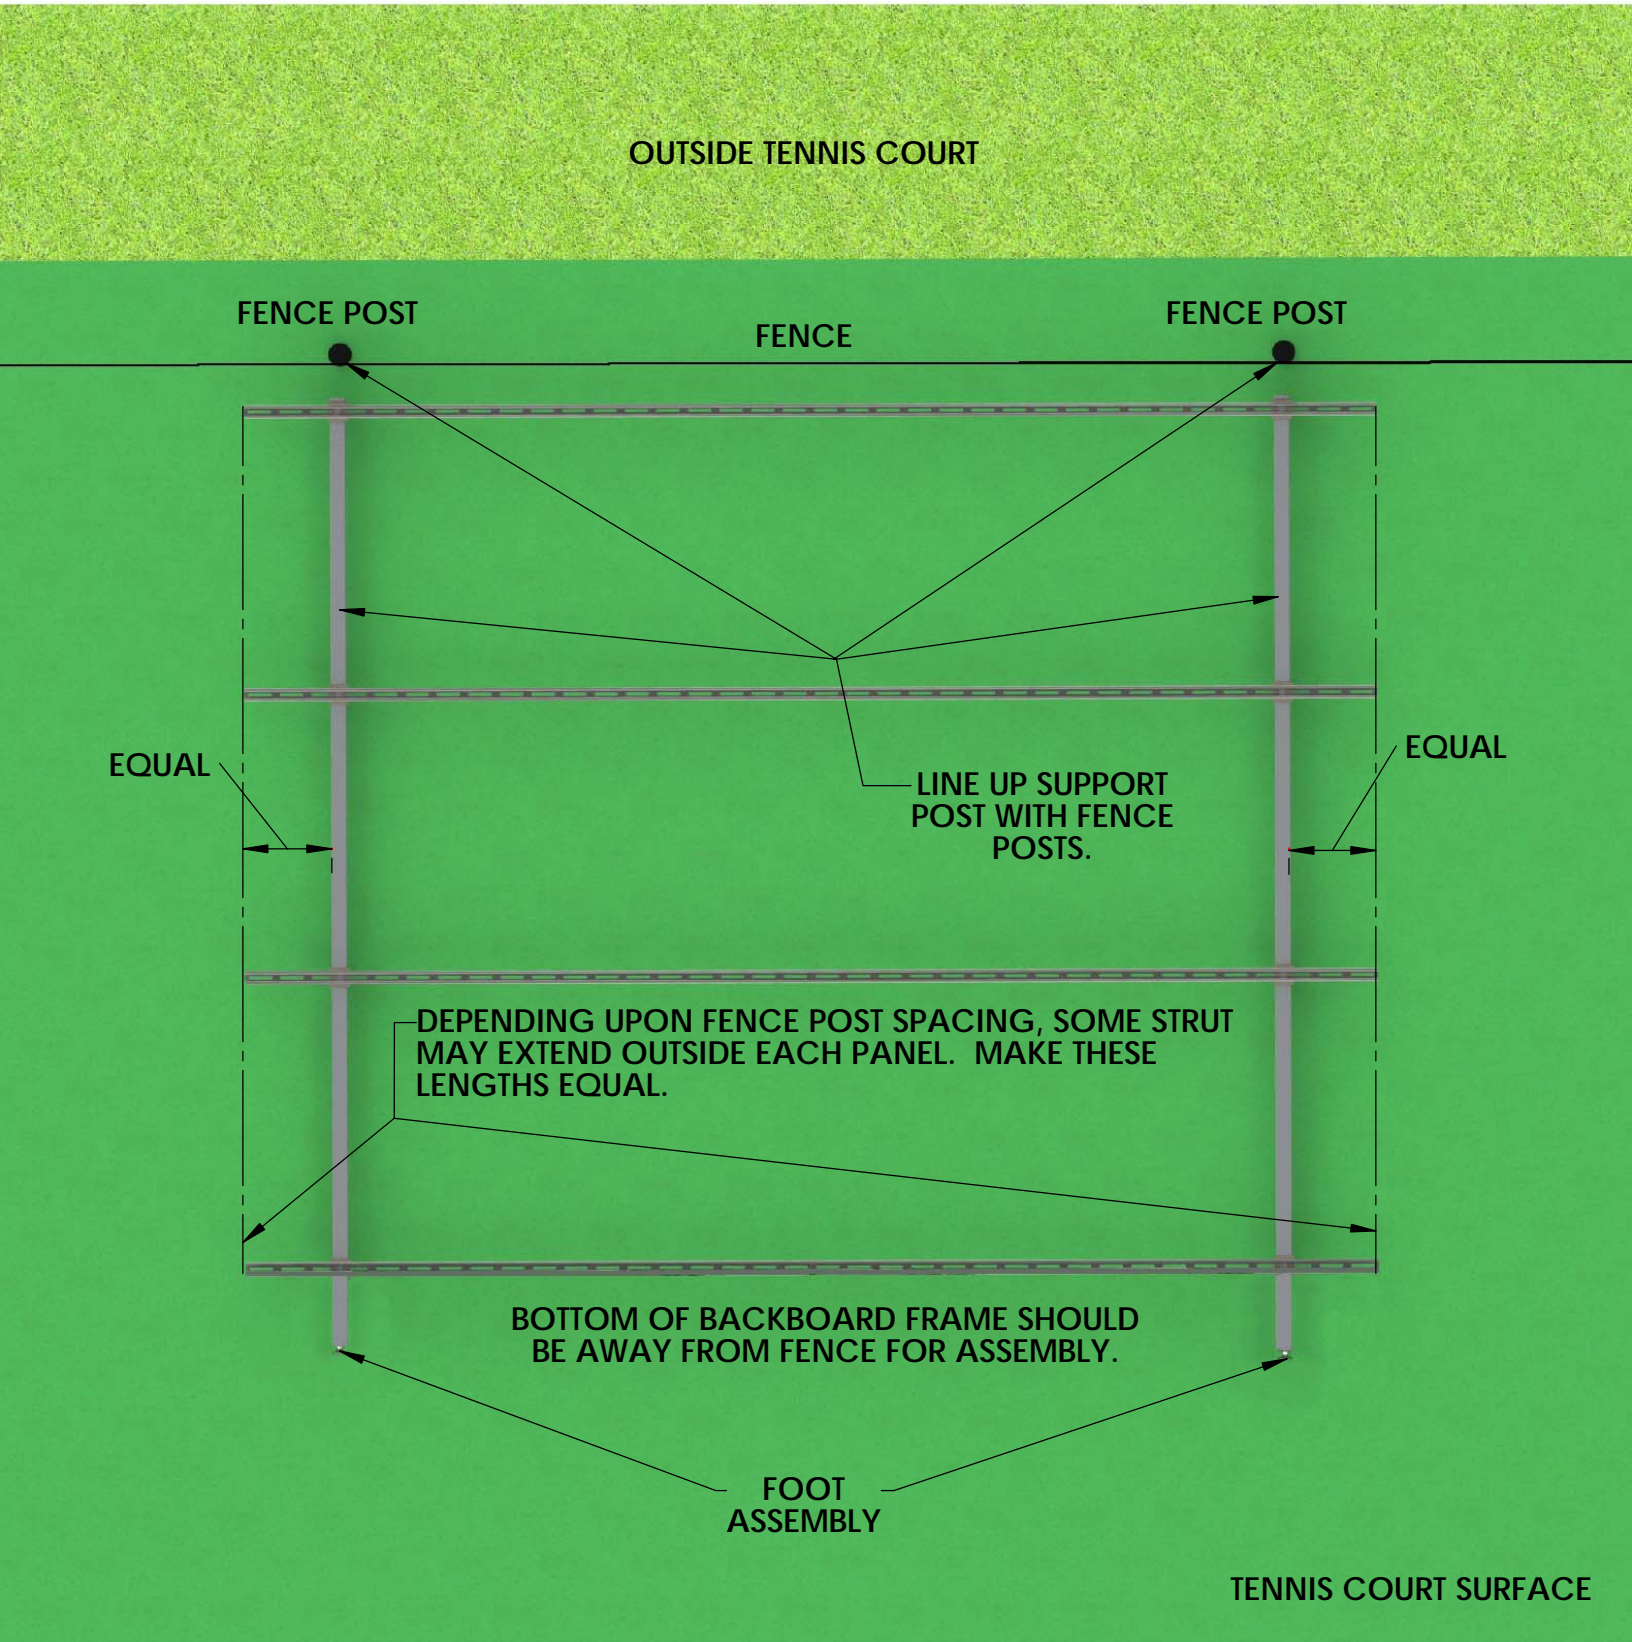 OUTSIDE TENNIS COURT
FENCE POST
FENCE
FENCE POST
EQUAL
EQUAL
LINE UP SUPPORT
POST WITH FENCE
POSTS.
DEPENDING UPON FENCE POST SPACING, SOME STRUT
MAY EXTEND OUTSIDE EACH PANEL.  MAKE THESE
LENGTHS EQUAL.
BOTTOM OF BACKBOARD FRAME SHOULD
BE AWAY FROM FENCE FOR ASSEMBLY.
FOOT
ASSEMBLY
TENNIS COURT SURFACE